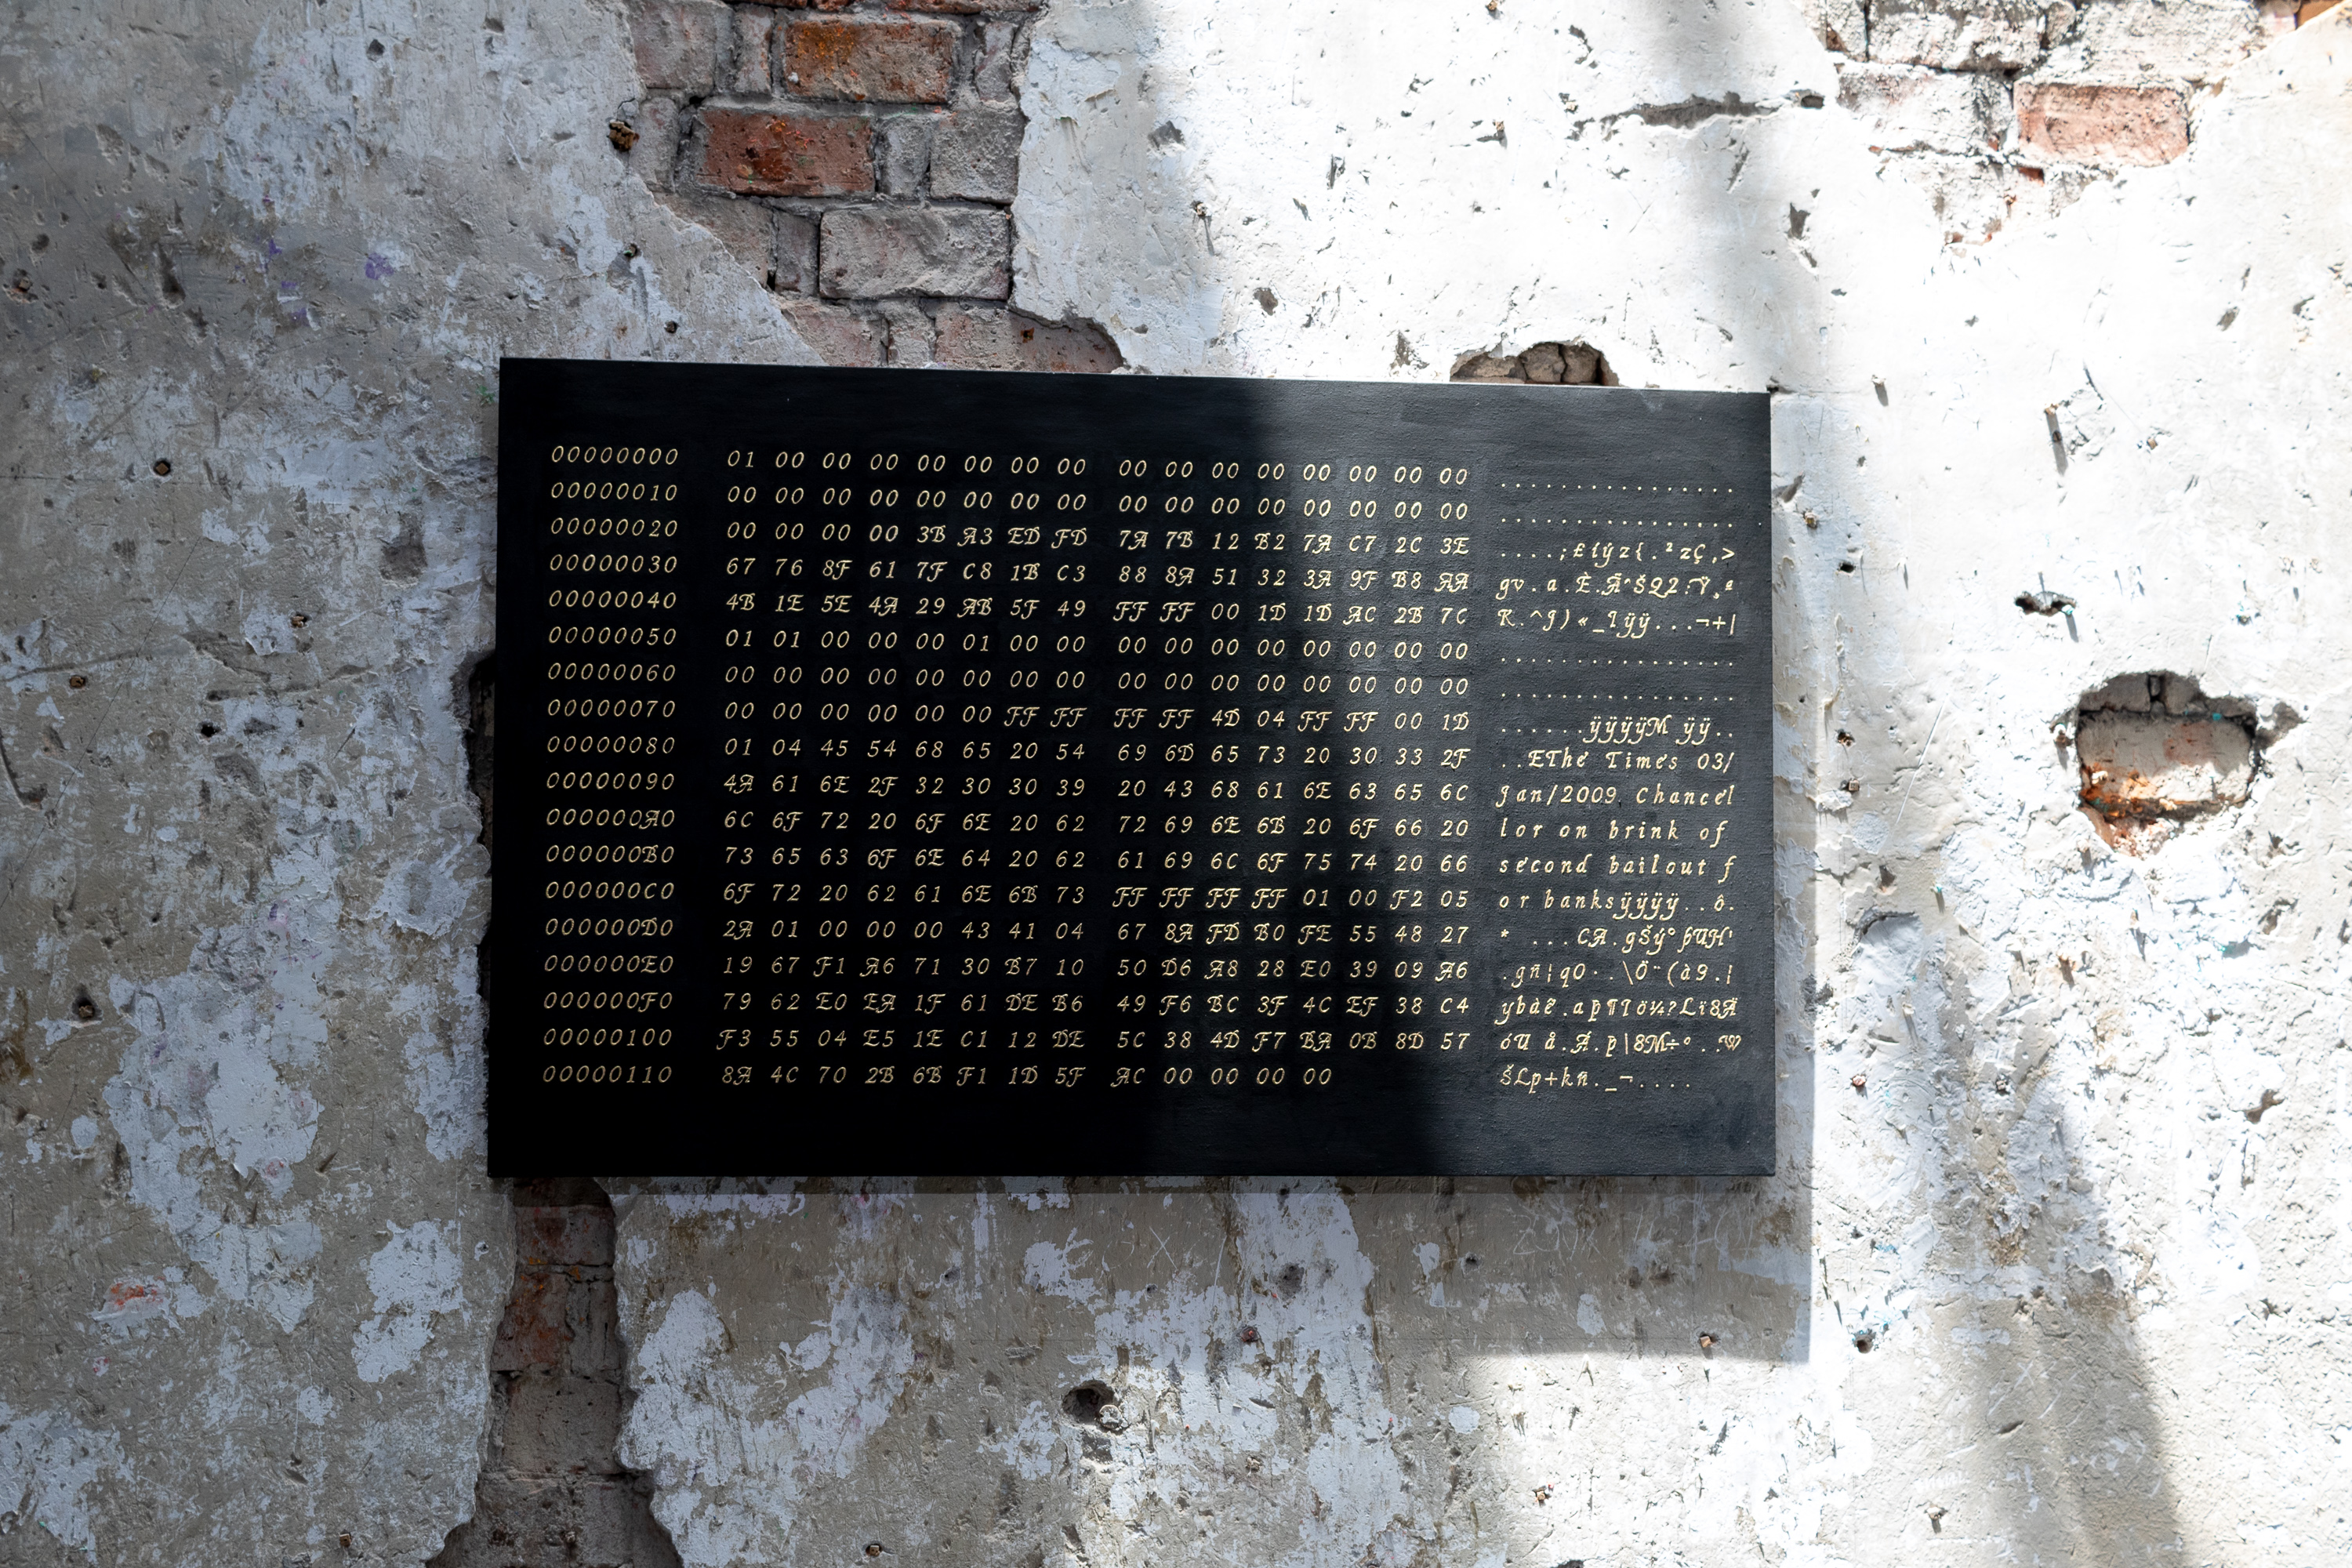 00000000 01 00 00 00 00 00 00 00 00 00 00 00 00 00 00 00 ................
00000010 00 00 00 00 00 00 00 00 00 00 00 00 00 00 00 00 ................
00000020 00 00 00 00 3B A3 ED FD 7A 7B 12 B2 7A C7 2C 3E ....;£íýz{.²zÇ,>
00000030 67 76 8F 61 7F C8 1B C3 88 8A 51 32 3A 9F B8 AA gv.a.È.ÃˆŠQ2:Ÿ¸ª
00000040 4B 1E 5E 4A 29 AB 5F 49 FF FF 00 1D 1D AC 2B 7C K.^J)«_Iÿÿ...¬+|
00000050 01 01 00 00 00 01 00 00 00 00 00 00 00 00 00 00 ................
00000060 00 00 00 00 00 00 00 00 00 00 00 00 00 00 00 00 ................
00000070 00 00 00 00 00 00 FF FF FF FF 4D 04 FF FF 00 1D ......ÿÿÿÿM ÿÿ..
00000080 01 04 45 54 68 65 20 54 69 6D 65 73 20 30 33 2F ..EThe Times 03/
00000090 4A 61 6E 2F 32 30 30 39 20 43 68 61 6E 63 65 6C Jan/2009 Chancel
000000A0 6C 6F 72 20 6F 6E 20 62 72 69 6E 6B 20 6F 66 20 lor on brink of
000000B0 73 65 63 6F 6E 64 20 62 61 69 6C 6F 75 74 20 66 second bailout f
000000C0 6F 72 20 62 61 6E 6B 73 FF FF FF FF 01 00 F2 05 or banksÿÿÿÿ..ò.
000000D0 2A 01 00 00 00 43 41 04 67 8A FD B0 FE 55 48 27 * ...CA.gŠý°þUH'
000000E0 19 67 F1 A6 71 30 B7 10 50 D6 A8 28 E0 39 09 A6 .gñ¦q0·.\Ö¨(à9.¦
000000F0 79 62 E0 EA 1F 61 DE B6 49 F6 BC 3F 4C EF 38 C4 ybàê.aÞ¶Iö¼?Lï8Ä
00000100 F3 55 04 E5 1E C1 12 DE 5C 38 4D F7 BA 0B 8D 57 óU å.Á.Þ|8M÷º..W
00000110 8A 4C 70 2B 6B F1 1D 5F AC 00 00 00 00 ŠLp+kñ._¬....